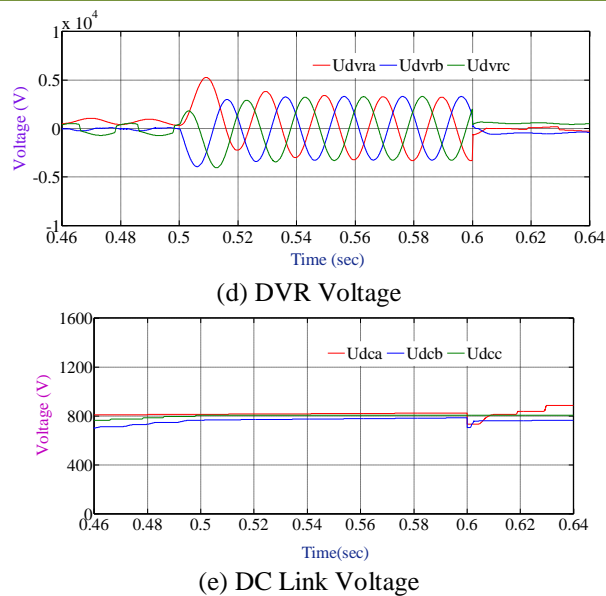 x 10^4
1
Udvra Udvrb Udvrc
0.5
0
-0.5
-1
Voltage (V)
0.46 0.48 0.5 0.52 0.54 0.56 0.58 0.6 0.62 0.64
Time (sec)
(d) DVR Voltage
1600
Udca Udcb Udcc
1200
800
400
0
Voltage (V)
0.46 0.48 0.5 0.52 0.54 0.56 0.58 0.6 0.62 0.64
Time(sec)
(e) DC Link Voltage